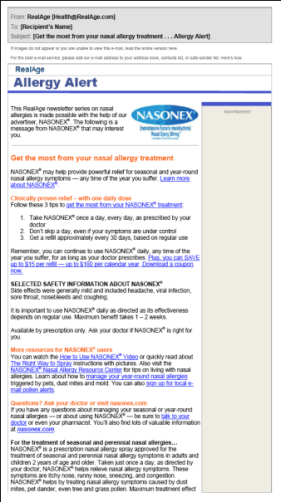 From: RealAge [Health@RealAge.com]
To: [Recipient's Name]
Subject: [Get the most from your nasal allergy treatment . . . Allergy Alert]
If images do not appear or you are unable to view this e-mail, read the online version here.
For the best e-mail service, please add our e-mail address to your address book, contacts list, or safe-sender list. Here's how.
RealAge
Allergy Alert
This RealAge newsletter series on nasal
allergies is made possible with the help of our
advertiser, NASONEX®. The following is a
message from NASONEX® that may interest
you.
NASONEX®
(mometasone furoate monohydrate)
Nasal Spray, 50mcg*
Advertisement
Get the most from your nasal allergy treatment
NASONEX® may help provide powerful relief for seasonal and year-round
nasal allergy symptoms — any time of the year you suffer. Learn more
about NASONEX®.
Clinically proven relief – with one daily dose
Follow these 3 tips to get the most from your NASONEX® treatment:
1. Take NASONEX® once a day, every day, as prescribed by your
doctor
2. Don't skip a day, even if your symptoms are under control
3. Get a refill approximately every 30 days, based on regular use
Remember, you can continue to use NASONEX® daily, any time of the
year you suffer, for as long as your doctor prescribes. Plus, you can SAVE
up to $15 per refill — up to $180 per calendar year. Download a coupon
now.
SELECTED SAFETY INFORMATION ABOUT NASONEX®
Side effects were generally mild and included headache, viral infection,
sore throat, nosebleeds and coughing.
It is important to use NASONEX® daily as directed as its effectiveness
depends on regular use. Maximum benefit takes 1 – 2 weeks.
Available by prescription only. Ask your doctor if NASONEX® is right for
you.
More resources for NASONEX® users
You can watch the How to Use NASONEX® Video or quickly read about
The Right Way to Spray instructions with pictures. Also visit the
NASONEX® Nasal Allergy Resource Center for tips on living with nasal
allergies. Learn about how to manage your year-round nasal allergies
triggered by pets, dust mites and mold. You can also sign up for local e-
mail pollen alerts.
Questions? Ask your doctor or visit nasonex.com
If you have any questions about managing your seasonal or year-round
nasal allergies — or about using NASONEX® — be sure to talk to your
doctor or even your pharmacist. You'll also find lots of valuable information
at nasonex.com.
For the treatment of seasonal and perennial nasal allergies…
NASONEX® is a prescription nasal allergy spray approved for the
treatment of seasonal and perennial nasal allergy symptoms in adults and
children 2 years of age and older. Taken just once a day, as directed by
your doctor, NASONEX® helps relieve nasal allergy symptoms. These
symptoms are itchy nose, runny nose, sneezing, and congestion.
NASONEX® helps by treating nasal allergy symptoms caused by dust
mites, pet dander, even tree and grass pollen. Maximum treatment effect